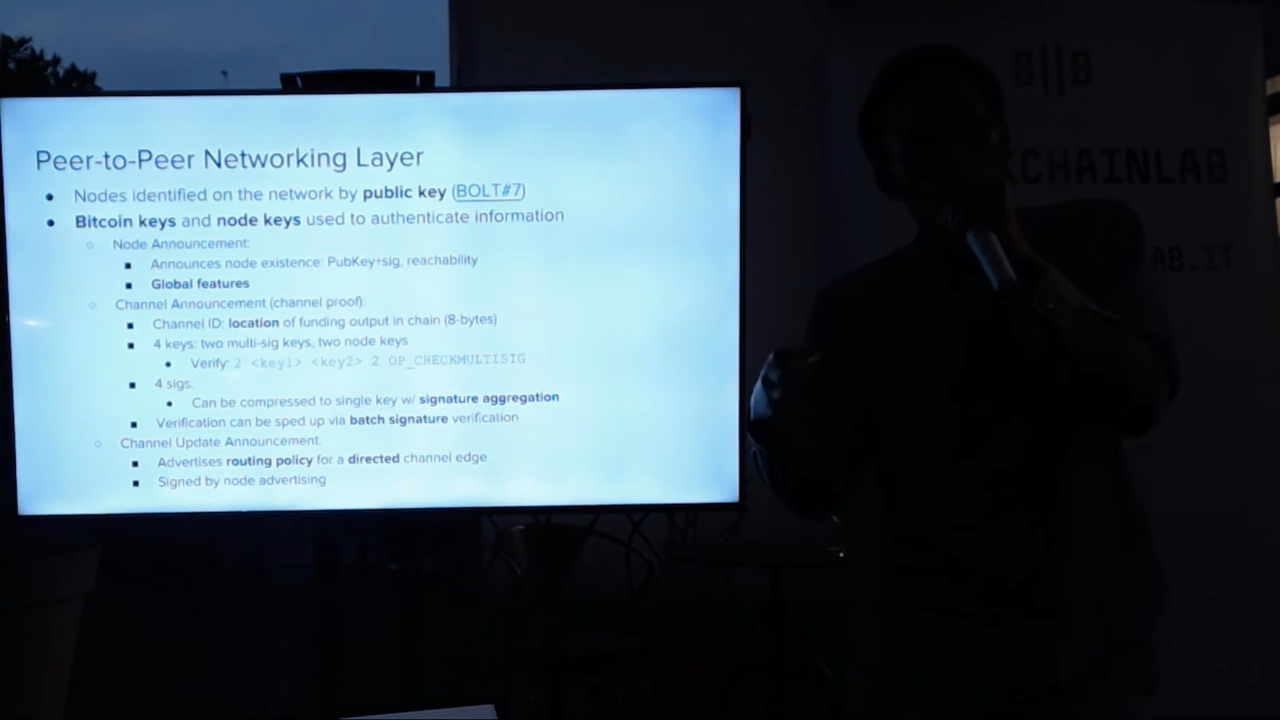 Peer-to-Peer Networking Layer
● Nodes identified on the network by public key (BOLT#7)
● Bitcoin keys and node keys used to authenticate information
○ Node Announcement:
■ Announces node existence: PubKey+sig, reachability
■ Global features
○ Channel Announcement (channel proof):
■ Channel ID: location of funding output in chain (8-bytes)
■ 4 keys: two multi-sig keys, two node keys
● Verify: 2 <key1> <key2> 2 OP_CHECKMULTISIG
■ 4 sigs:
● Can be compressed to single key w/ signature aggregation
■ Verification can be sped up via batch signature verification
○ Channel Update Announcement:
■ Advertises routing policy for a directed channel edge
■ Signed by node advertising
B||B
KCHAINLAB
AB.IT